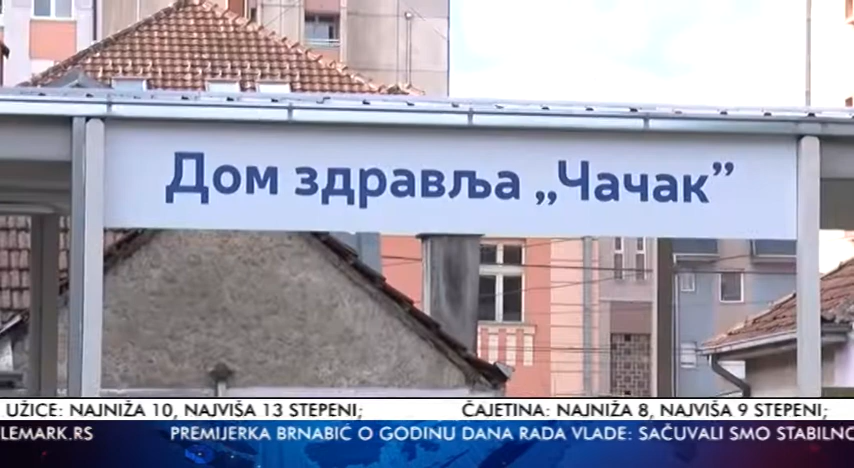 Дом здравља „Чачак”
UŽICE: NAJNIŽA 10, NAJVIŠA 13 STEPENI; ČAJETINA: NAJNIŽA 8, NAJVIŠA 9 STEPENI;
LEMARK.RS PREMIJERKA BRNABIĆ O GODINU DANA RADA VLADE: SAČUVALI SMO STABILNO